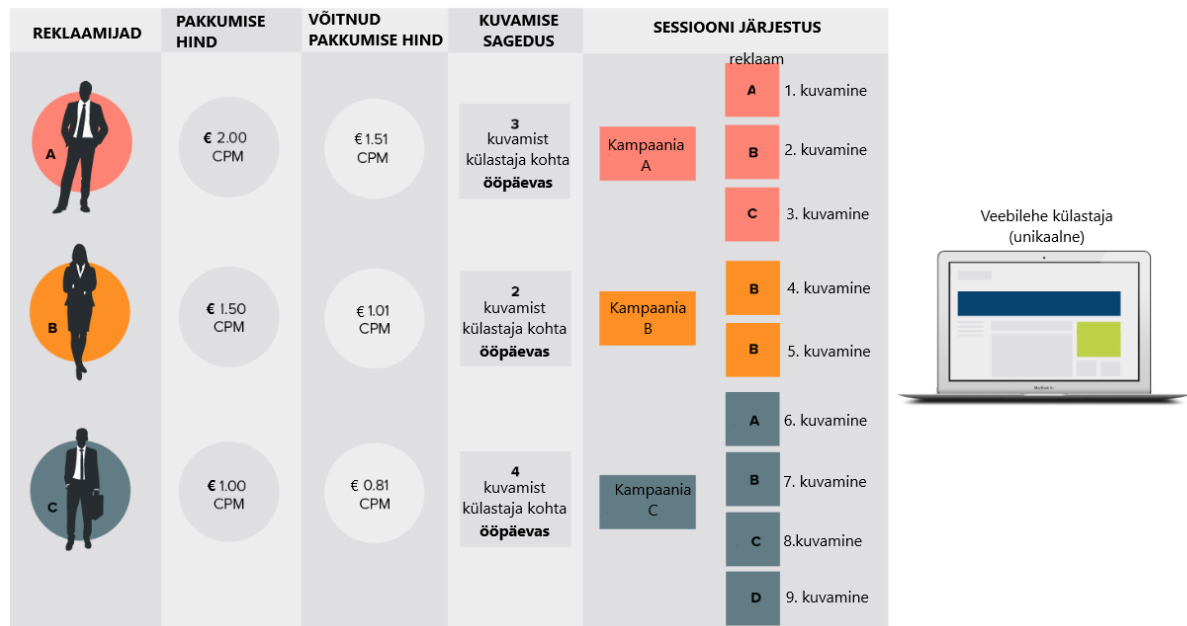 REKLAAMIJAD
PAKKUMISE
HIND
VÕITNUD
PAKKUMISE HIND
KUVAMISE
SAGEDUS
SESSIOONI JÄRJESTUS
A
€ 2.00
CPM
€ 1.51
CPM
3
kuvamist
külastaja kohta
ööpäevas
Kampaania
A
reklaam
A
1. kuvamine
B
2. kuvamine
C
3. kuvamine
B
€ 1.50
CPM
€ 1.01
CPM
2
kuvamist
külastaja kohta
ööpäevas
Kampaania
B
B
4. kuvamine
B
5. kuvamine
C
€ 1.00
CPM
€ 0.81
CPM
4
kuvamist
külastaja kohta
ööpäevas
Kampaania
C
A
6. kuvamine
B
7. kuvamine
C
8.kuvamine
D
9. kuvamine
Veebilehe külastaja
(unikaalne)